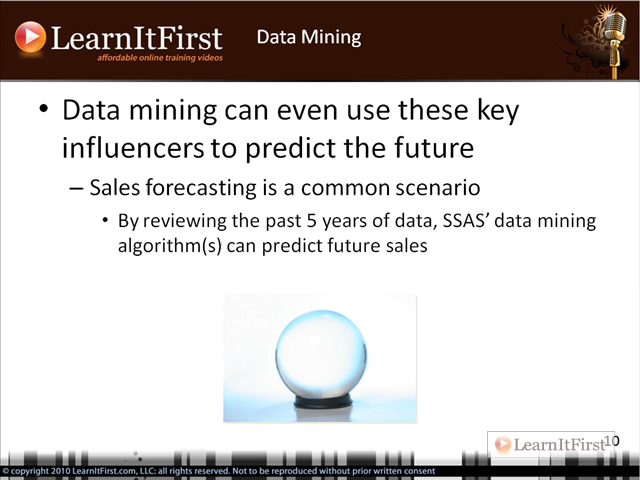 LearnItFirst
affordable online training videos
Data Mining
• Data mining can even use these key
influencers to predict the future
– Sales forecasting is a common scenario
• By reviewing the past 5 years of data, SSAS’ data mining
algorithm(s) can predict future sales
LearnItFirst
10
© copyright 2010 LearnItFirst.com, LLC: all rights reserved. Not to be reproduced without prior written consent